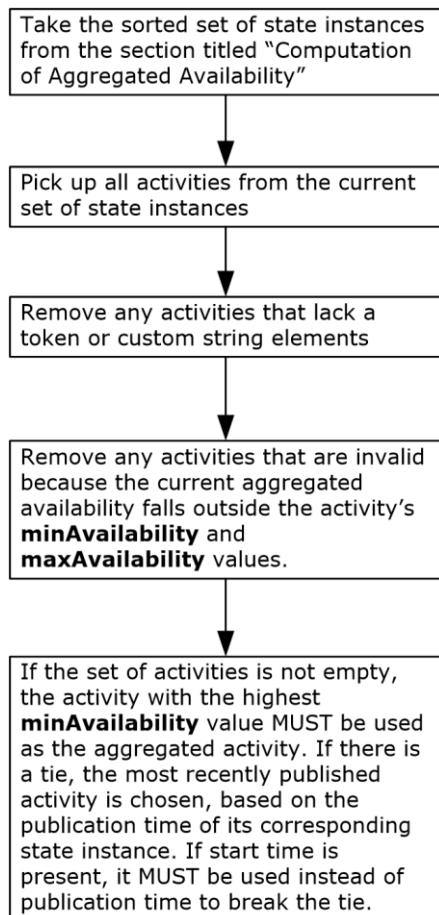 Take the sorted set of state instances
from the section titled “Computation
of Aggregated Availability”
Pick up all activities from the current
set of state instances
Remove any activities that lack a
token or custom string elements
Remove any activities that are invalid
because the current aggregated
availability falls outside the activity’s
minAvailability and
maxAvailability values.
If the set of activities is not empty,
the activity with the highest
minAvailability value MUST be used
as the aggregated activity. If there is
a tie, the most recently published
activity is chosen, based on the
publication time of its corresponding
state instance. If start time is
present, it MUST be used instead of
publication time to break the tie.